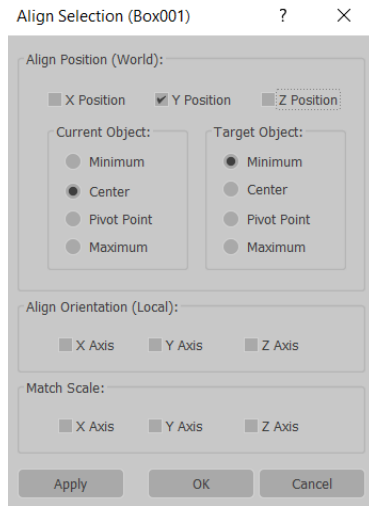 Align Selection (Box001) ? ×
Align Position (World):
X Position Y Position Z Position
Current Object: Target Object:
Minimum Minimum
Center Center
Pivot Point Pivot Point
Maximum Maximum
Align Orientation (Local):
X Axis Y Axis Z Axis
Match Scale:
X Axis Y Axis Z Axis
Apply OK Cancel